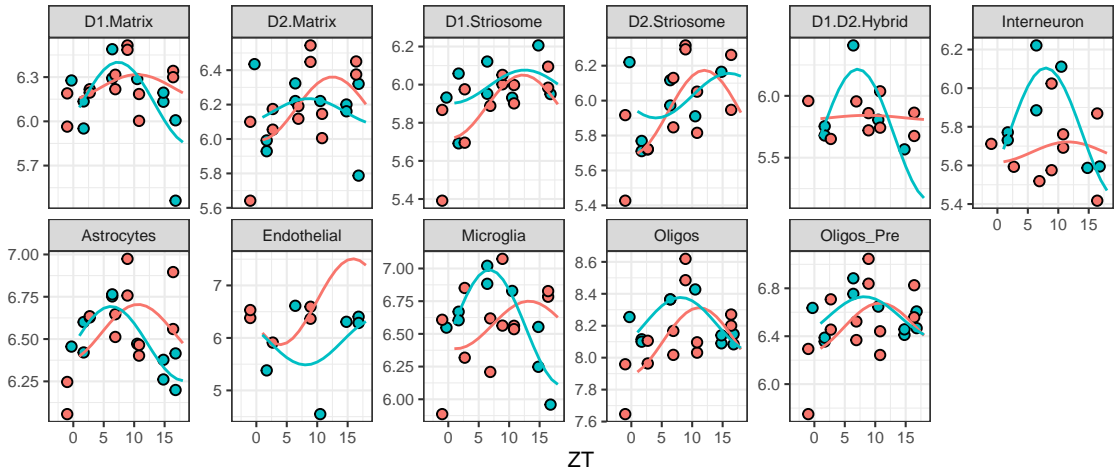 D1.Matrix D2.Matrix D1.Striosome D2.Striosome D1.D2.Hybrid Interneuron
6.3 6.0 5.7
6.4 6.2 6.0 5.8 5.6
6.2 6.0 5.8 5.6 5.4
6.2 6.0 5.8 5.6 5.4
6.0 5.5
6.2 6.0 5.8 5.6 5.4
0 5 10 15
Astrocytes Endothelial Microglia Oligos Oligos_Pre
7.00 6.75 6.50 6.25
7 6 5
7.00 6.75 6.50 6.25 6.00
8.6 8.4 8.2 8.0 7.8 7.6
6.8 6.4 6.0
0 5 10 15 0 5 10 15 0 5 10 15 0 5 10 15 0 5 10 15
ZT